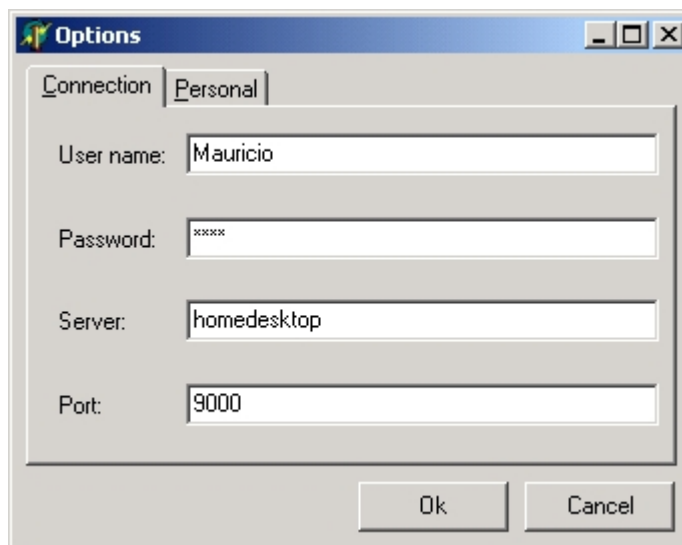 Options
Connection Personal
User name: Mauricio
Password: ****
Server: homedesktop
Port: 9000
Ok Cancel